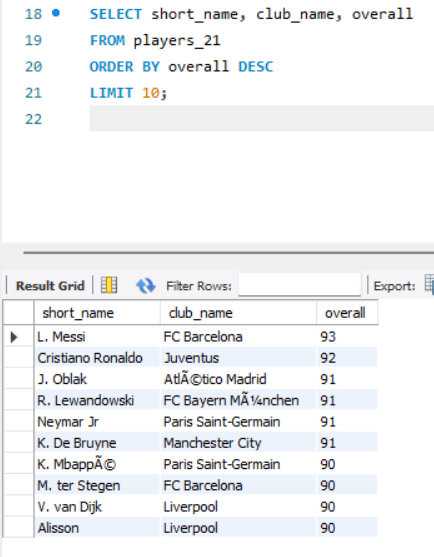 18 SELECT short_name, club_name, overall
19 FROM players_21
20 ORDER BY overall DESC
21 LIMIT 10;
22
Result Grid Filter Rows: Export:
short_name club_name overall
L. Messi FC Barcelona 93
Cristiano Ronaldo Juventus 92
J. Oblak AtlÃ©tico Madrid 91
R. Lewandowski FC Bayern MÃ¼nchen 91
Neymar Jr Paris Saint-Germain 91
K. De Bruyne Manchester City 91
K. MbappÃ© Paris Saint-Germain 90
M. ter Stegen FC Barcelona 90
V. van Dijk Liverpool 90
Alisson Liverpool 90